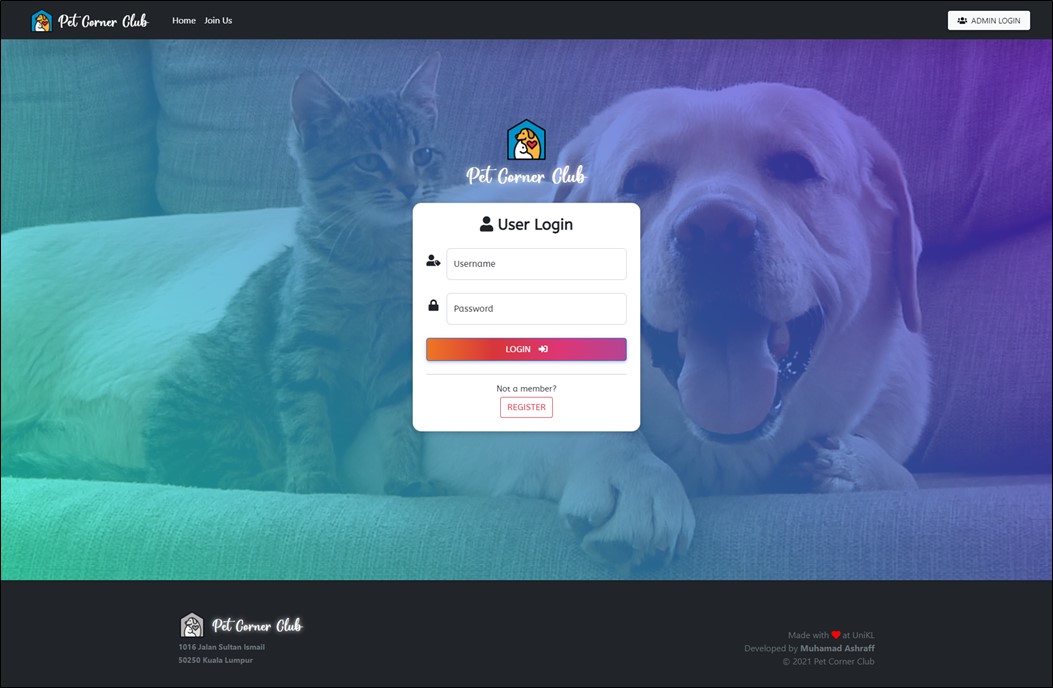 Pet Corner Club Home Join Us ADMIN LOGIN
Pet Corner Club
User Login
Username
Password
LOGIN
Not a member?
REGISTER
Pet Corner Club
1016 Jalan Sultan Ismail
50250 Kuala Lumpur
Made with ❤ at UniKL
Developed by Muhamad Ashraff
© 2021 Pet Corner Club